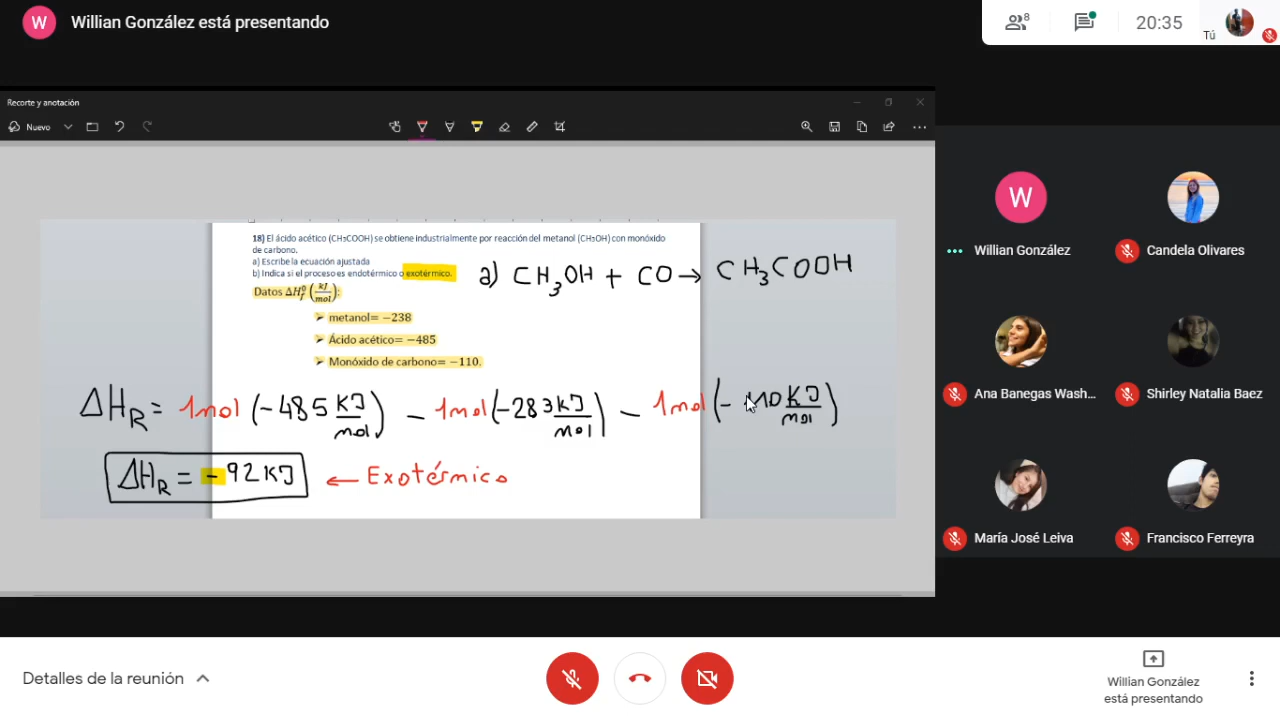 W Willian González está presentando
8
20:35
Tú
Recorte y anotación
Nuevo
18) El ácido acético (CH₃COOH) se obtiene industrialmente por reacción del metanol (CH₃OH) con monóxido
de carbono.
a) Escribe la ecuación ajustada
b) Indica si el proceso es endotérmico o exotérmico.
a) CH₃OH + CO → CH₃COOH
Datos ΔH⁰f (kJ/mol):
➢ metanol= −238
➢ Ácido acético= −485
➢ Monóxido de carbono= −110.
ΔH_R = 1mol (-485 KJ/mol) - 1mol (-283 KJ/mol) - 1mol (-110 KJ/mol)
ΔH_R = -92 KJ ← Exotérmico
W
Willian González
Candela Olivares
Ana Banegas Wash...
Shirley Natalia Baez
María José Leiva
Francisco Ferreyra
Detalles de la reunión
Willian González
está presentando